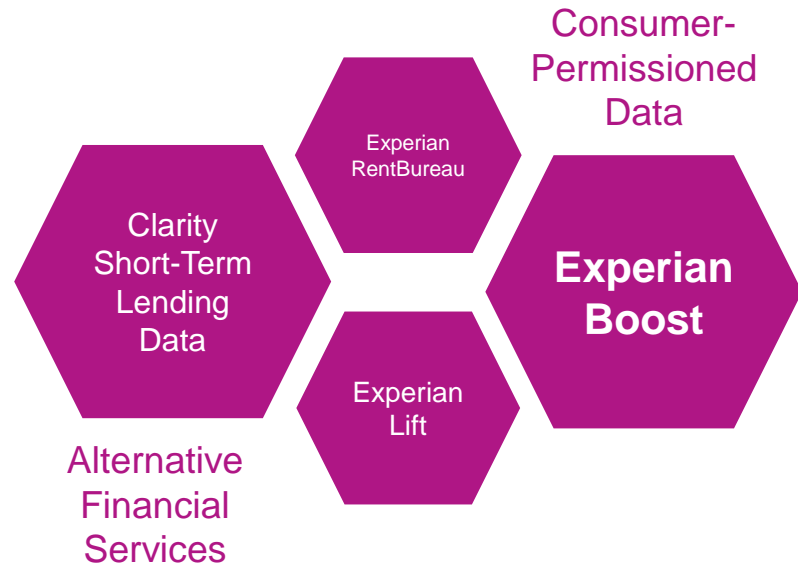 Consumer-
Permissioned
Data
Experian
RentBureau
Clarity
Short-Term
Lending
Data
Experian
Boost
Experian
Lift
Alternative
Financial
Services